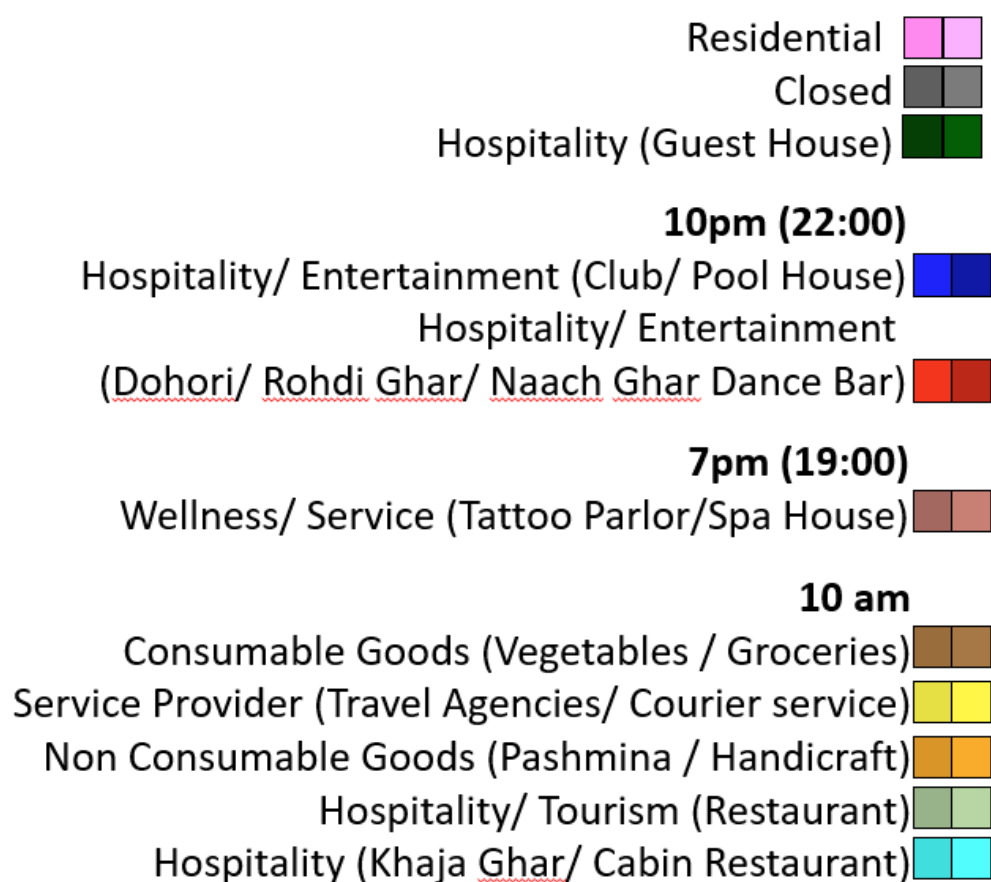 Residential
Closed
Hospitality (Guest House)
10pm (22:00)
Hospitality/ Entertainment (Club/ Pool House)
Hospitality/ Entertainment
(Dohori/ Rohdi Ghar/ Naach Ghar Dance Bar)
7pm (19:00)
Wellness/ Service (Tattoo Parlor/Spa House)
10 am
Consumable Goods (Vegetables / Groceries)
Service Provider (Travel Agencies/ Courier service)
Non Consumable Goods (Pashmina / Handicraft)
Hospitality/ Tourism (Restaurant)
Hospitality (Khaja Ghar/ Cabin Restaurant)